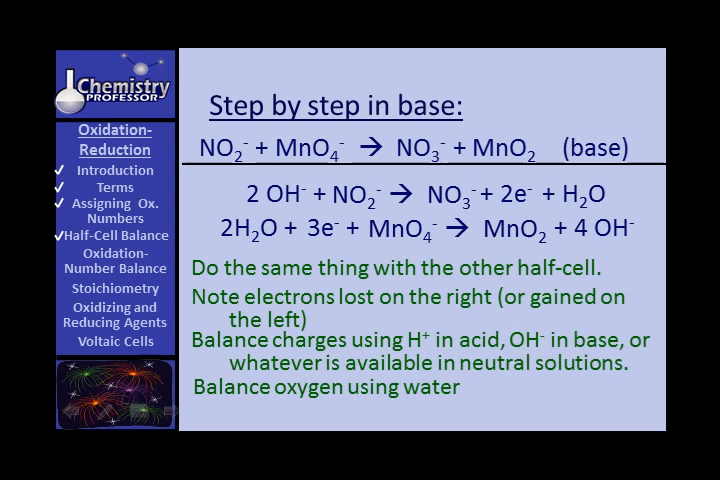 Chemistry
PROFESSOR
Oxidation-
Reduction
✓ Introduction
✓ Terms
✓ Assigning Ox.
Numbers
✓Half-Cell Balance
Oxidation-
Number Balance
Stoichiometry
Oxidizing and
Reducing Agents
Voltaic Cells
Step by step in base:
NO₂⁻ + MnO₄⁻ → NO₃⁻ + MnO₂ (base)
2 OH⁻ + NO₂⁻ → NO₃⁻ + 2e⁻ + H₂O
2H₂O + 3e⁻ + MnO₄⁻ → MnO₂ + 4 OH⁻
Do the same thing with the other half-cell.
Note electrons lost on the right (or gained on
the left)
Balance charges using H⁺ in acid, OH⁻ in base, or
whatever is available in neutral solutions.
Balance oxygen using water